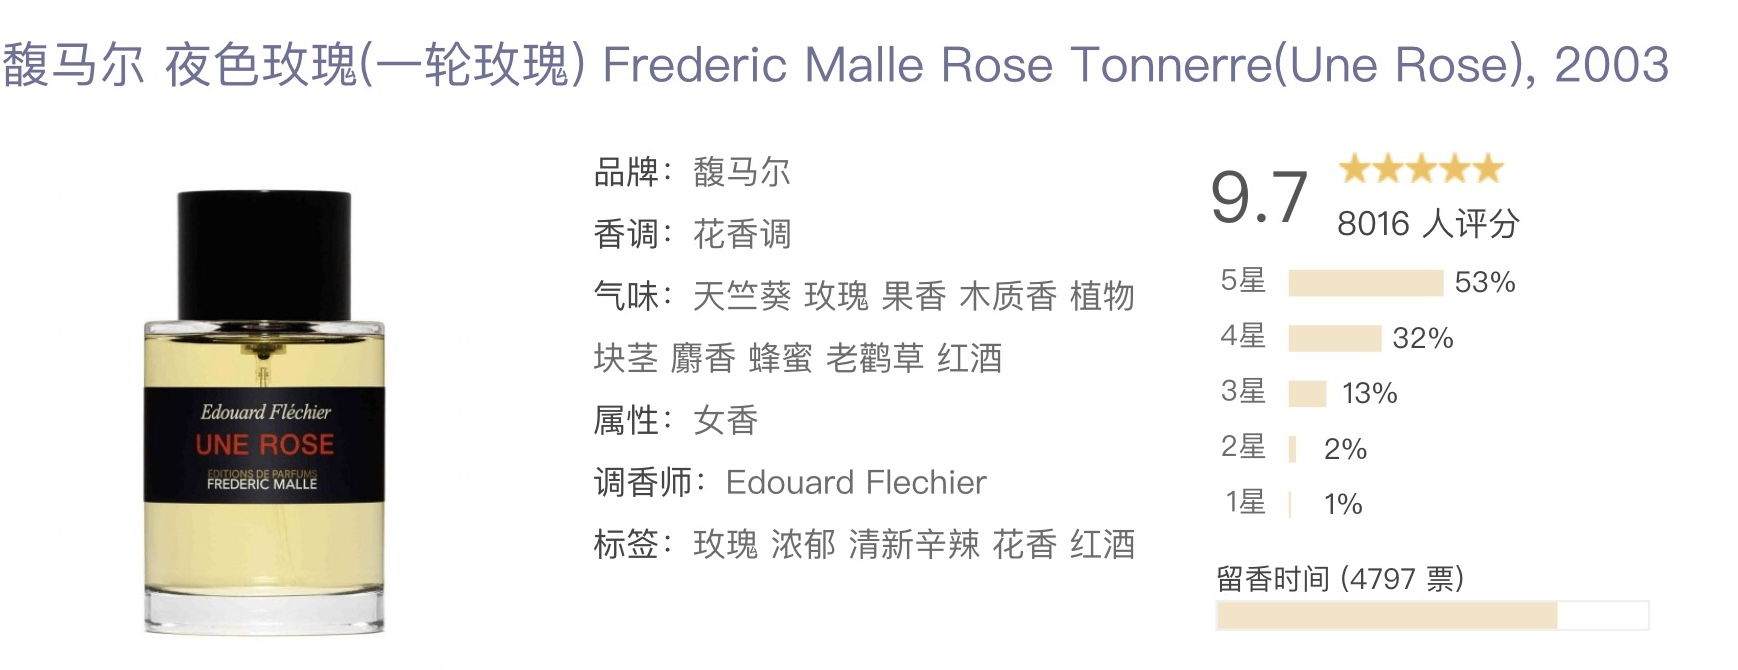 馥马尔 夜色玫瑰(一轮玫瑰) Frederic Malle Rose Tonnerre(Une Rose), 2003
Edouard Fléchier
UNE ROSE
EDITIONS DE PARFUMS
FREDERIC MALLE
品牌：馥马尔
香调：花香调
气味：天竺葵 玫瑰 果香 木质香 植物
块茎 麝香 蜂蜜 老鹳草 红酒
属性：女香
调香师：Edouard Flechier
标签：玫瑰 浓郁 清新辛辣 花香 红酒
9.7
8016 人评分
5星 53%
4星 32%
3星 13%
2星 2%
1星 1%
留香时间 (4797 票)